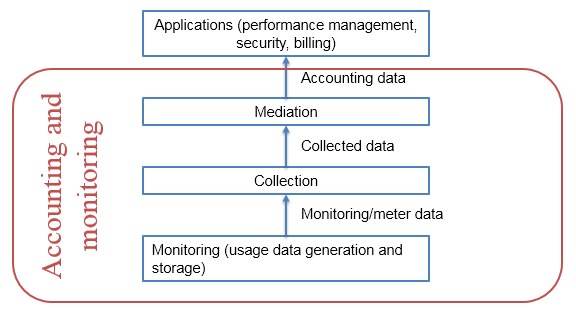 Applications (performance management,
security, billing)
Accounting data
Mediation
Collected data
Collection
Monitoring/meter data
Monitoring (usage data generation and
storage)
Accounting and
monitoring